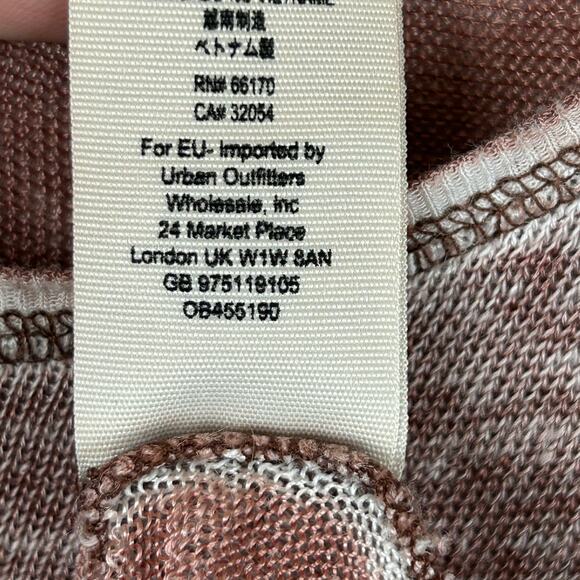 越南制造
ベトナム製
RN# 66170
CA# 32054
For EU- Imported by
Urban Outfitters
Wholesale, Inc
24 Market Place
London UK W1W 8AN
GB 975119105
OB455190